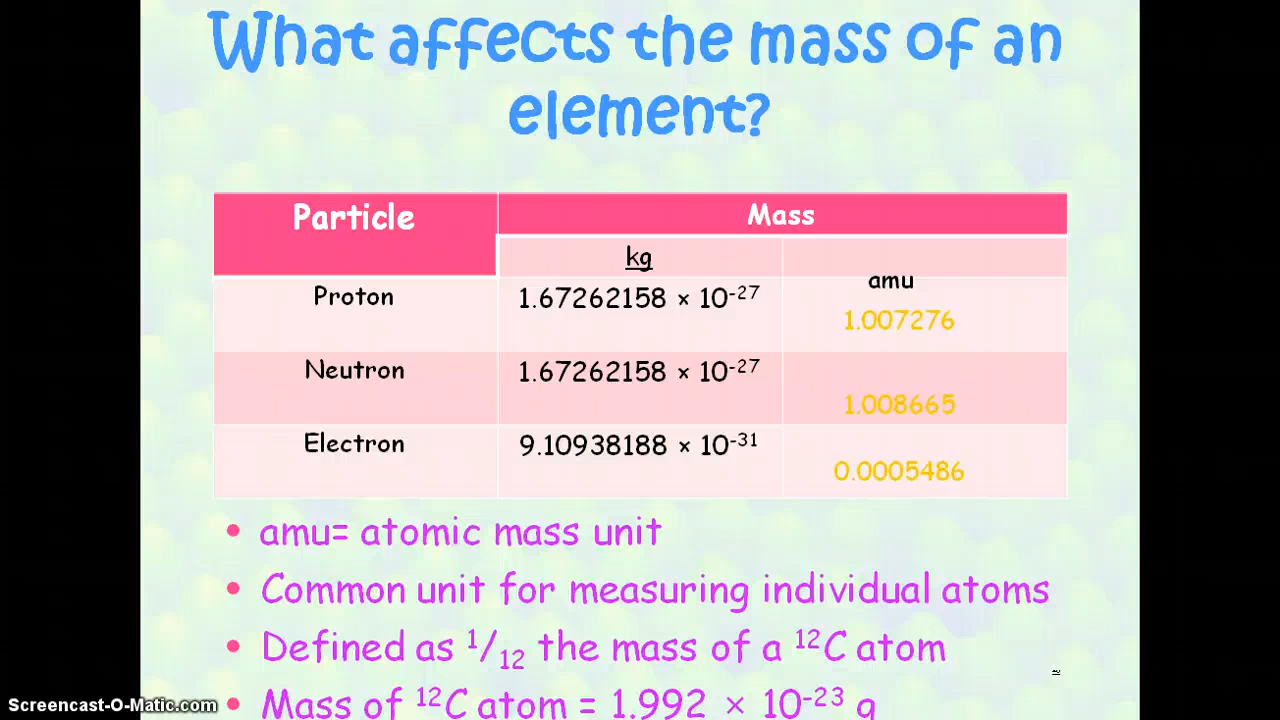 What affects the mass of an
element?
Particle Mass
kg amu
Proton 1.67262158 × 10⁻²⁷ 1.007276
Neutron 1.67262158 × 10⁻²⁷ 1.008665
Electron 9.10938188 × 10⁻³¹ 0.0005486
• amu= atomic mass unit
• Common unit for measuring individual atoms
• Defined as ¹/₁₂ the mass of a ¹²C atom
• Mass of ¹²C atom = 1.992 × 10⁻²³ g
Screencast-O-Matic.com